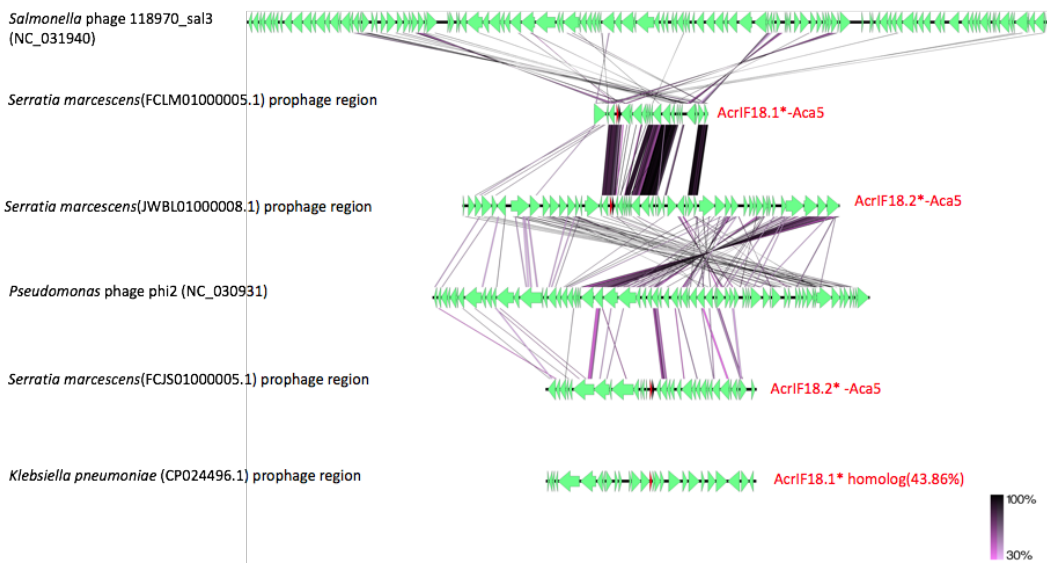 Salmonella phage 118970_sal3
(NC_031940)
Serratia marcescens(FCLM01000005.1) prophage region
AcrIF18.1*-Aca5
Serratia marcescens(JWBL01000008.1) prophage region
AcrIF18.2*-Aca5
Pseudomonas phage phi2 (NC_030931)
Serratia marcescens(FCJS01000005.1) prophage region
AcrIF18.2* -Aca5
Klebsiella pneumoniae (CP024496.1) prophage region
AcrIF18.1* homolog(43.86%)
100%
30%